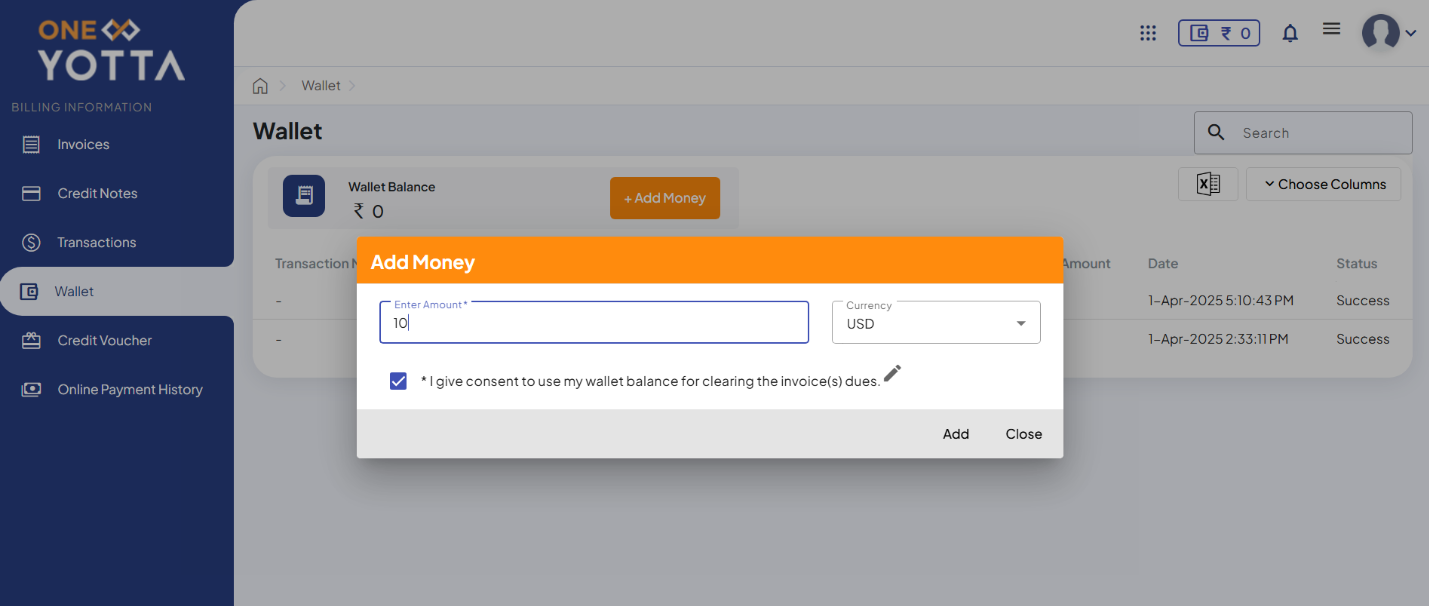 ONE
YOTTA
₹ 0
BILLING INFORMATION
Invoices
Credit Notes
Transactions
Wallet
Credit Voucher
Online Payment History
Wallet
Wallet
Search
Wallet Balance
₹ 0
+ Add Money
Choose Columns
Transaction
Amount
Date
Status
-
1-Apr-2025 5:10:43 PM
Success
-
1-Apr-2025 2:33:11 PM
Success
Add Money
Enter Amount*
10
Currency
USD
* I give consent to use my wallet balance for clearing the invoice(s) dues.
Add
Close